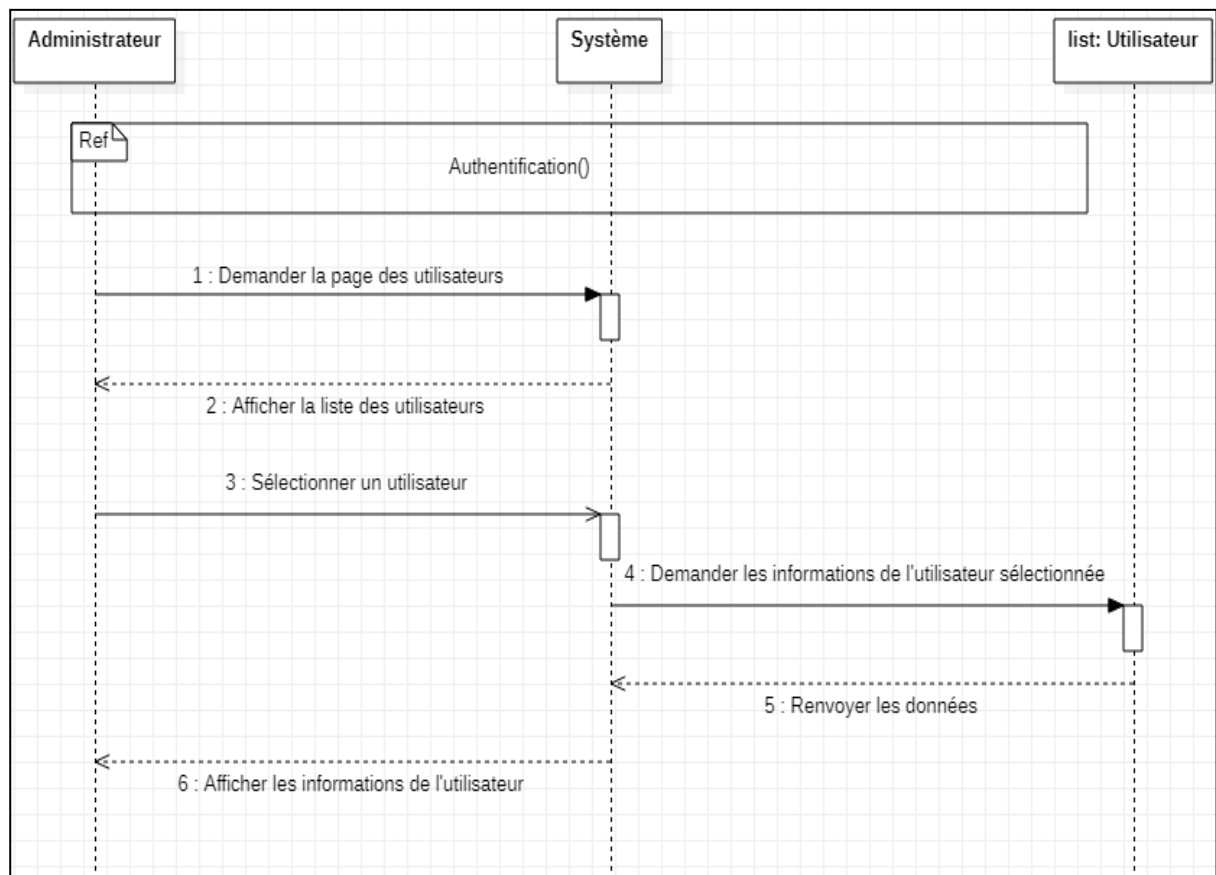 Administrateur
Système
list: Utilisateur
Ref
Authentification()
1 : Demander la page des utilisateurs
2 : Afficher la liste des utilisateurs
3 : Sélectionner un utilisateur
4 : Demander les informations de l'utilisateur sélectionnée
5 : Renvoyer les données
6 : Afficher les informations de l'utilisateur